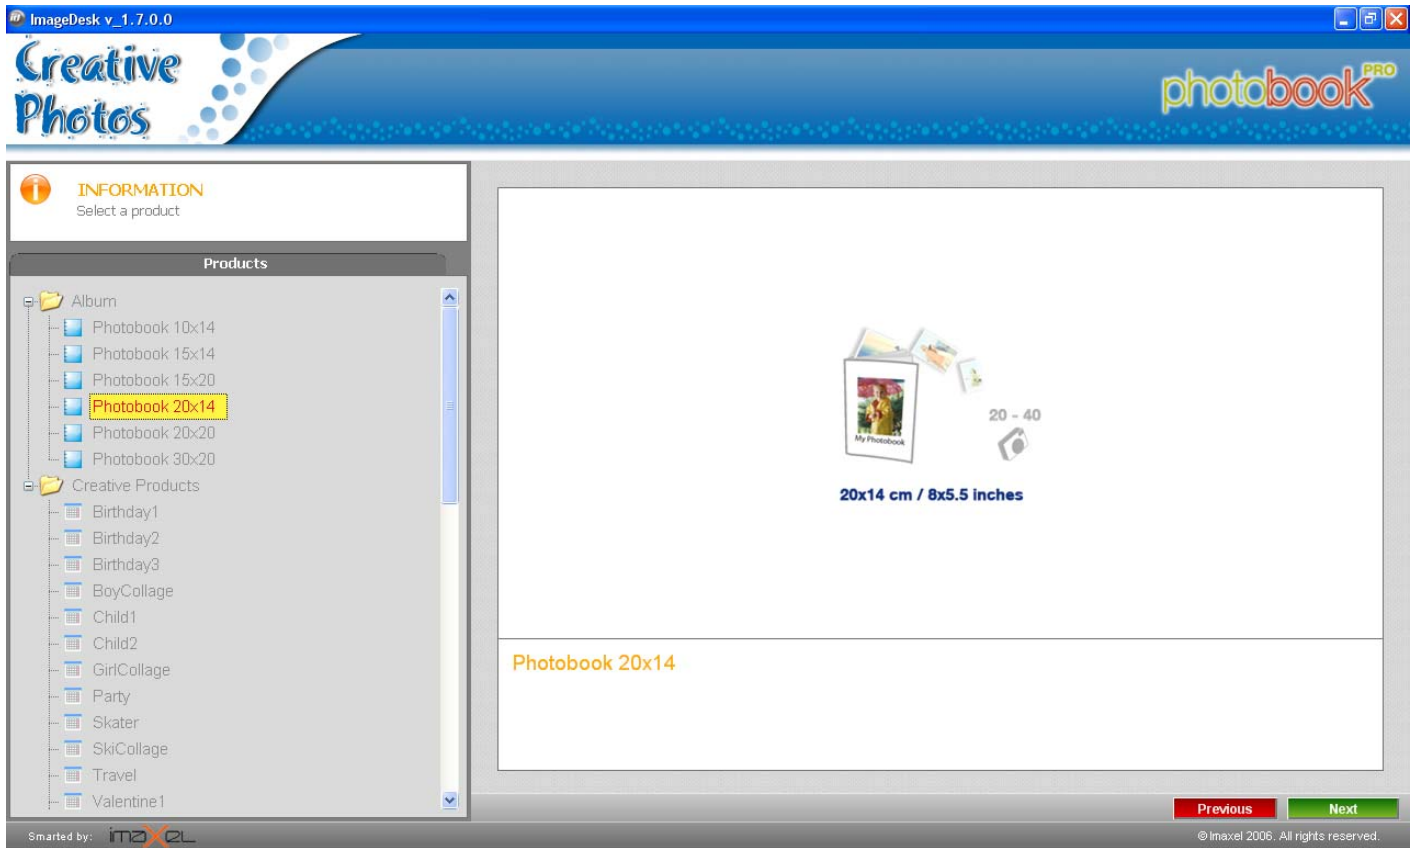 ImageDesk v_1.7.0.0
Creative
Photos
photobook PRO
INFORMATION
Select a product
Products
Album
Photobook 10x14
Photobook 15x14
Photobook 15x20
Photobook 20x14
Photobook 20x20
Photobook 30x20
Creative Products
Birthday1
Birthday2
Birthday3
BoyCollage
Child1
Child2
GirlCollage
Party
Skater
SkiCollage
Travel
Valentine1
My Photobook
20 - 40
20x14 cm / 8x5.5 inches
Photobook 20x14
Previous
Next
Smarted by: imaxel
© Imaxel 2006. All rights reserved.